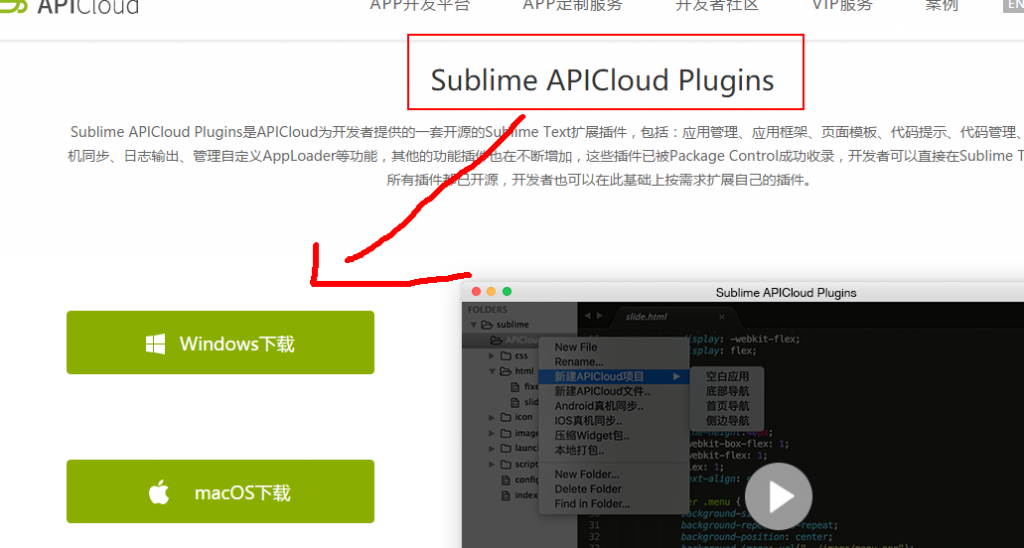 APICloud
APP开发平台 APP定制服务 开发者社区 VIP服务 案例 EN
Sublime APICloud Plugins
Sublime APICloud Plugins是APICloud为开发者提供的一套开源的Sublime Text扩展插件，包括：应用管理、应用框架、页面模板、代码提示、代码管理、
机同步、日志输出、管理自定义AppLoader等功能，其他的功能插件也在不断增加，这些插件已被Package Control成功收录，开发者可以直接在Sublime T
所有插件都已开源，开发者也可以在此基础上按需求扩展自己的插件。
Windows下载
macOS下载
Sublime APICloud Plugins
FOLDERS
sublime
APIClou
css
html
fixe
slid
icon
image
launc
script
config
index
slide.html
New File
Rename...
新建APICloud项目
新建APICloud文件..
Android真机同步..
IOS真机同步..
压缩Widget包..
本地打包..
New Folder...
Delete Folder
Find in Folder...
空白应用
底部导航
首页导航
侧边导航
display: -webkit-flex;
display: flex;
webkit-box-flex: 1;
webkit-flex: 1;
flex: 1;
text-align:
.menu {
31
background-repeat: no-repeat;
32
background-position: center;
33